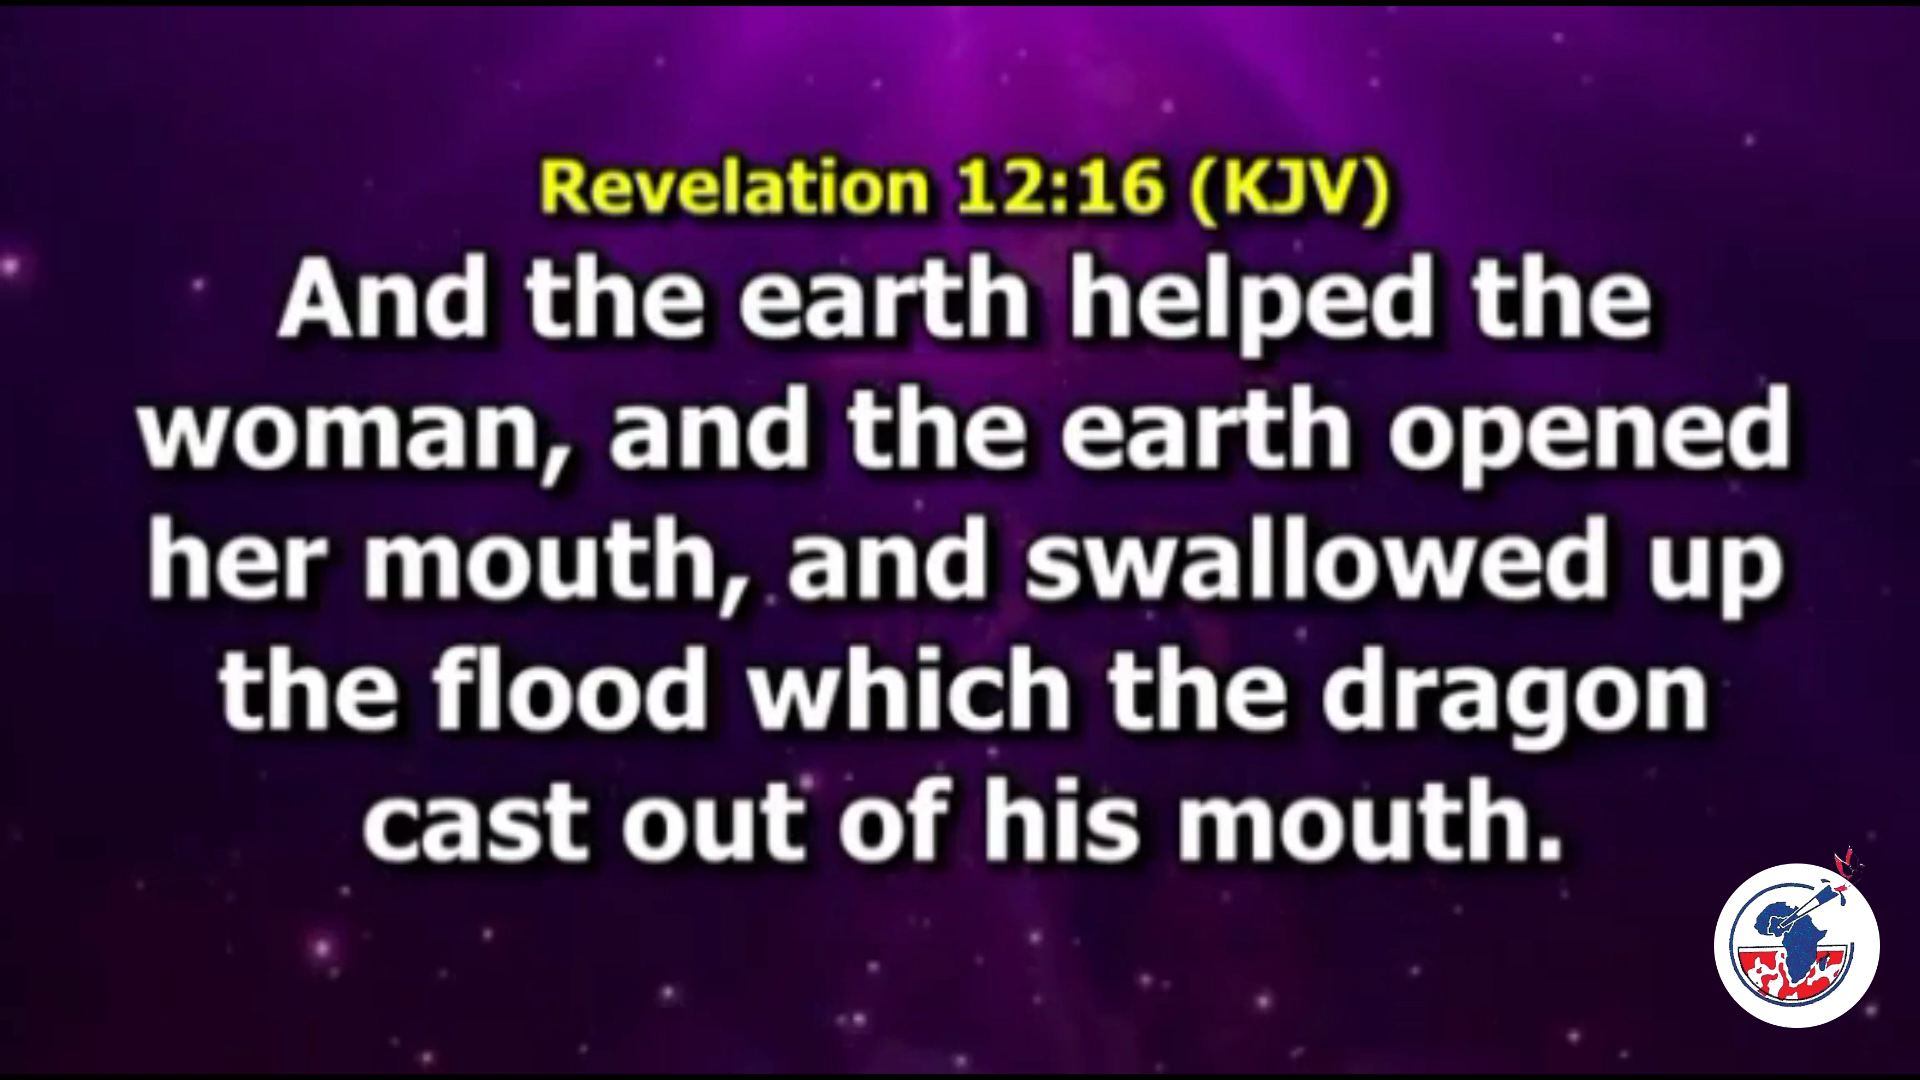 Revelation 12:16 (KJV)
And the earth helped the
woman, and the earth opened
her mouth, and swallowed up
the flood which the dragon
cast out of his mouth.